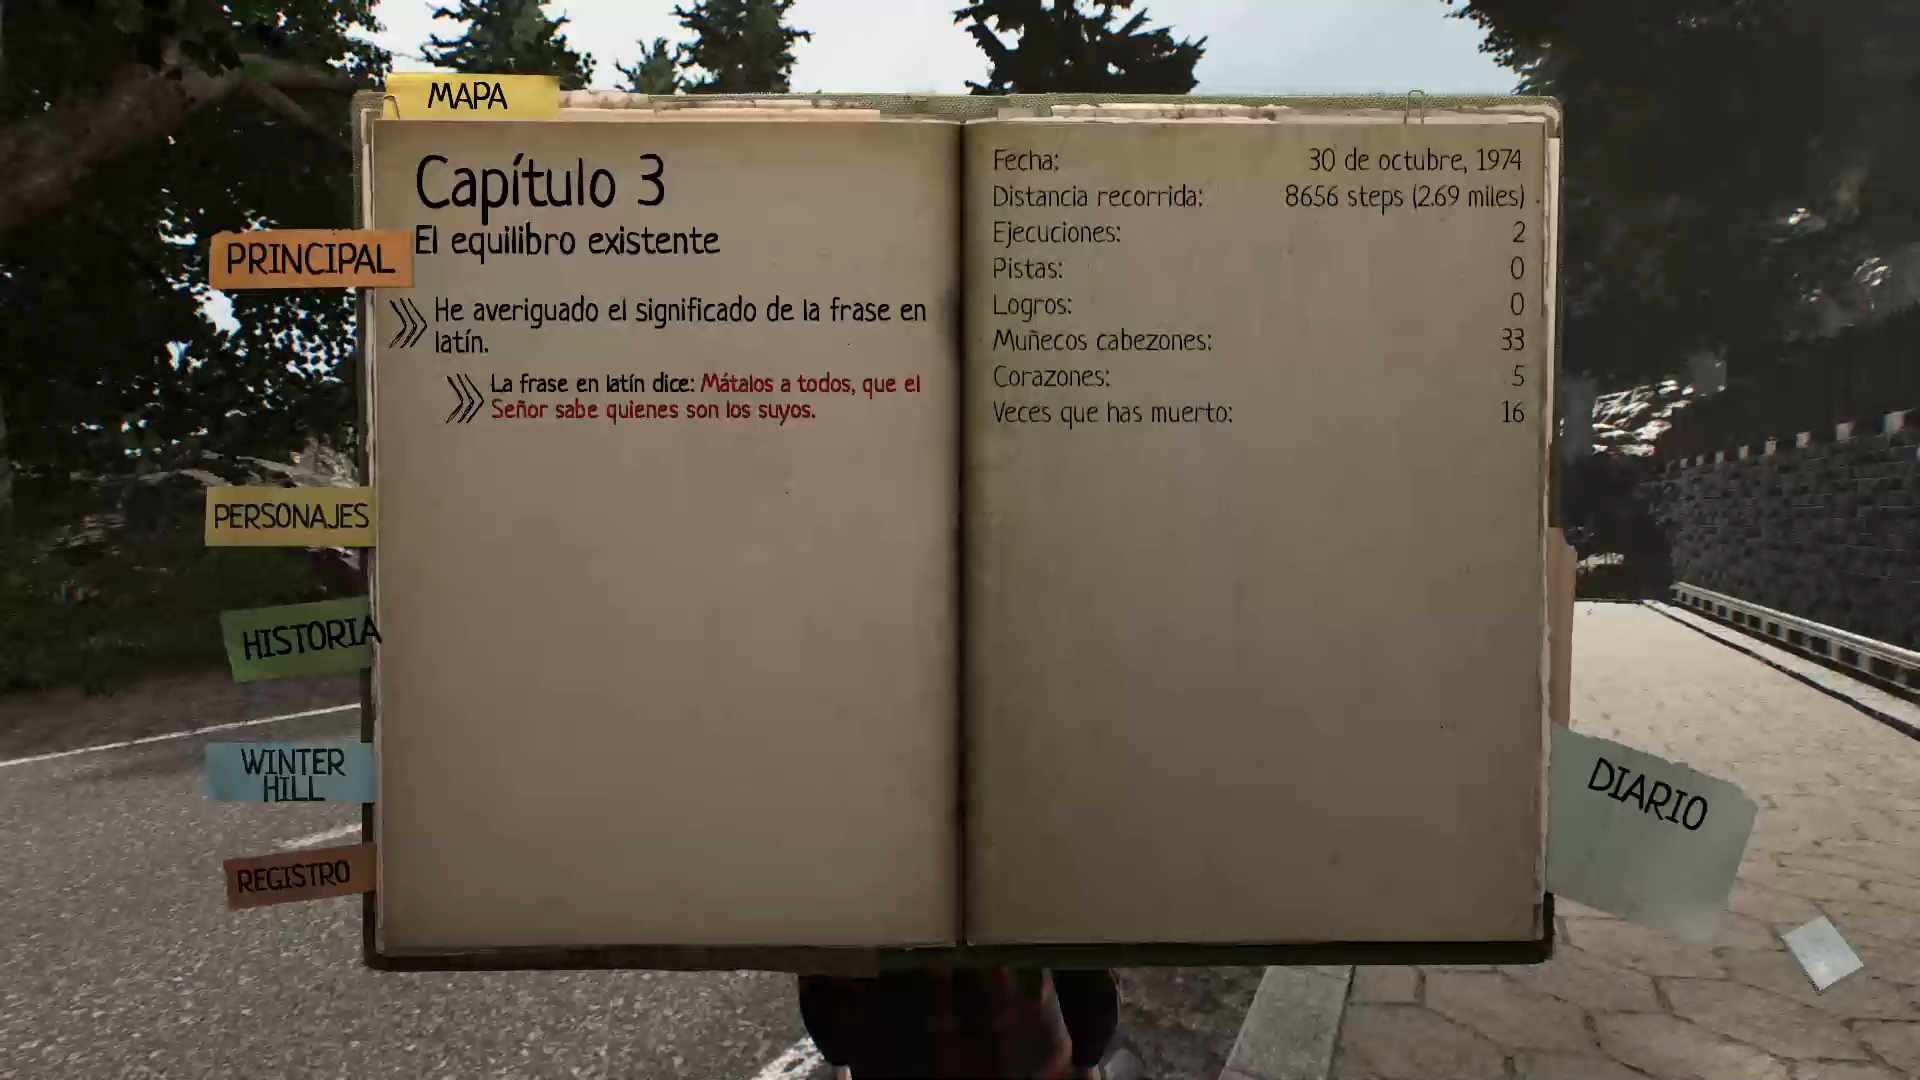 MAPA
Capítulo 3
El equilibro existente
PRINCIPAL
He averiguado el significado de la frase en
latín.
La frase en latín dice: Mátalos a todos, que el
Señor sabe quienes son los suyos.
PERSONAJES
HISTORIA
WINTER
HILL
REGISTRO
Fecha: 30 de octubre, 1974
Distancia recorrida: 8656 steps (2.69 miles)
Ejecuciones: 2
Pistas: 0
Logros: 0
Muñecos cabezones: 33
Corazones: 5
Veces que has muerto: 16
DIARIO